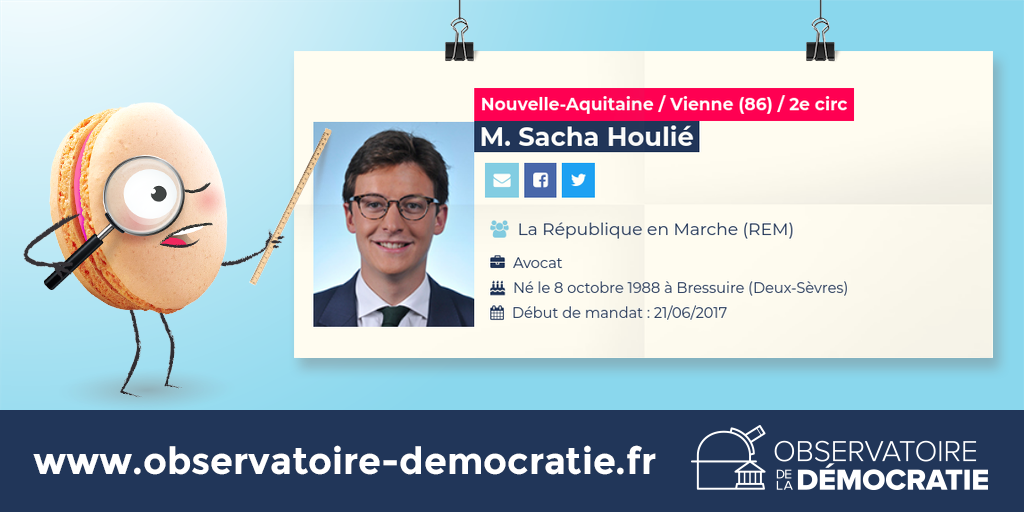 Nouvelle-Aquitaine / Vienne (86) / 2e circ
M. Sacha Houlié
La République en Marche (REM)
Avocat
Né le 8 octobre 1988 à Bressuire (Deux-Sèvres)
Début de mandat : 21/06/2017
www.observatoire-democratie.fr
OBSERVATOIRE
DE LA DÉMOCRATIE